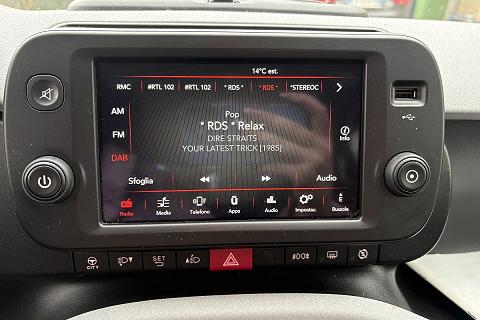 14°C est.
RMC #RTL 102 #RTL 102 *RDS* *RDS* *STEREOC
AM
FM
DAB
Pop
* RDS * Relax
DIRE STRAITS
YOUR LATEST TRICK [1985]
Info
Sfoglia Audio
Radio Media Telefono Apps Audio Impostaz. Bussola
CITY SET